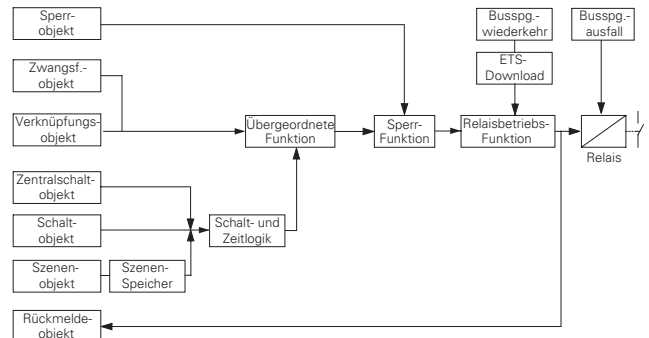 Sperr-
objekt
Busspg.-
wiederkehr
Busspg.-
ausfall
Zwangsf.-
objekt
ETS-
Download
Verknüpfungs-
objekt
Übergeordnete
Funktion
Sperr-
Funktion
Relaisbetriebs-
Funktion
Relais
Zentralschalt-
objekt
Schalt-
objekt
Schalt- und
Zeitlogik
Szenen-
objekt
Szenen-
Speicher
Rückmelde-
objekt